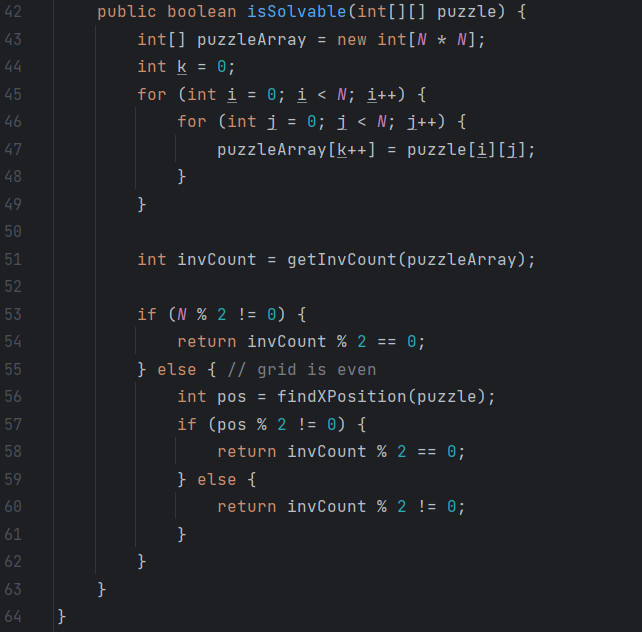 42 public boolean isSolvable(int[][] puzzle) {
43 int[] puzzleArray = new int[N * N];
44 int k = 0;
45 for (int i = 0; i < N; i++) {
46 for (int j = 0; j < N; j++) {
47 puzzleArray[k++] = puzzle[i][j];
48 }
49 }
50
51 int invCount = getInvCount(puzzleArray);
52
53 if (N % 2 != 0) {
54 return invCount % 2 == 0;
55 } else { // grid is even
56 int pos = findXPosition(puzzle);
57 if (pos % 2 != 0) {
58 return invCount % 2 == 0;
59 } else {
60 return invCount % 2 != 0;
61 }
62 }
63 }
64 }